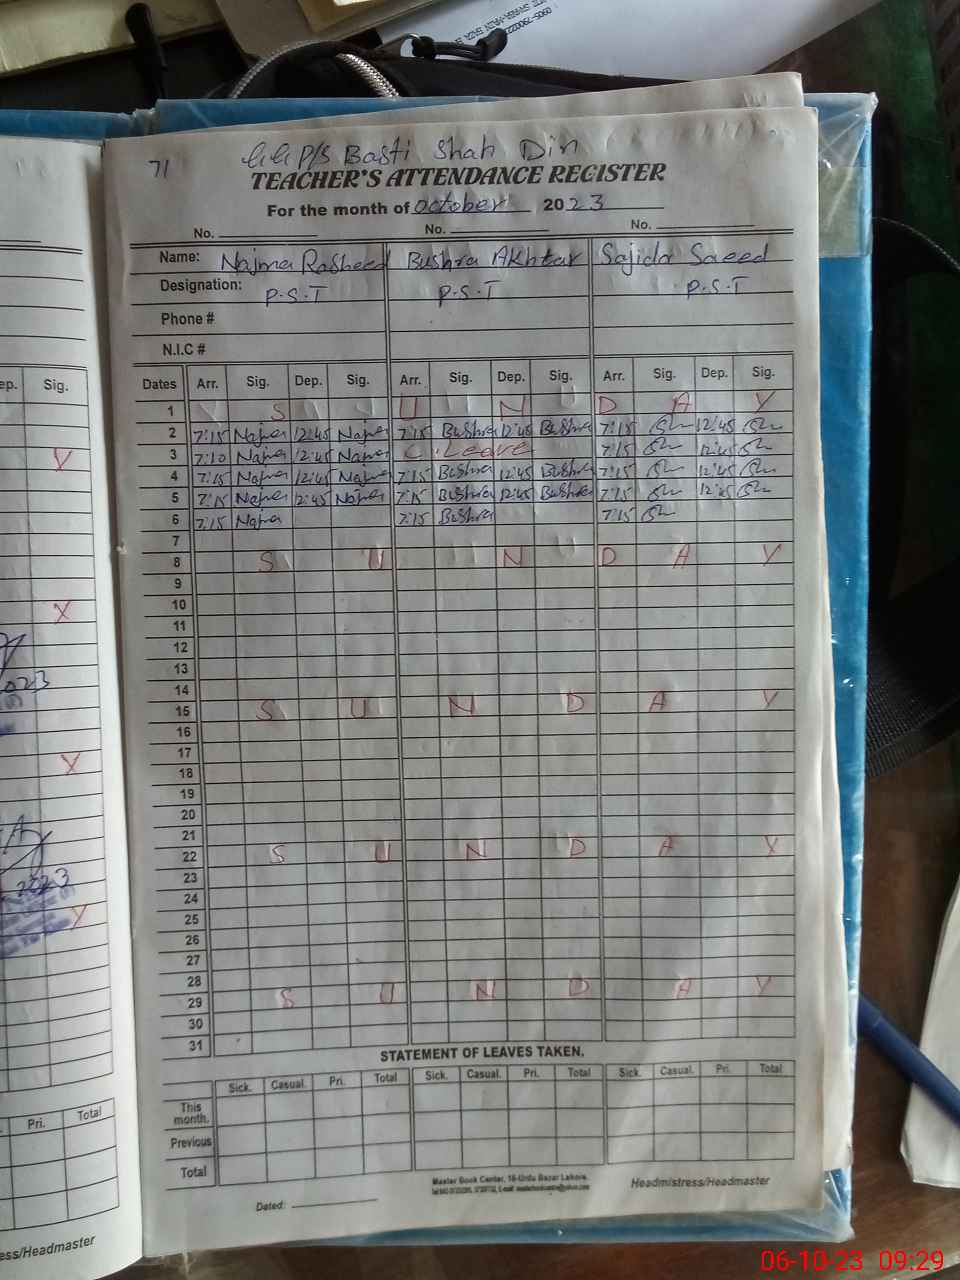 71 P/S Basti Shah Din
TEACHER'S ATTENDANCE REGISTER
For the month of October 2023
No. No. No.
Name: Najma Rasheed Bushra Akhtar Sajida Saeed
Designation: P.S.T P.S.T P.S.T
Phone #
N.I.C #
ep. Sig. Dates Arr. Sig. Dep. Sig. Arr. Sig. Dep. Sig. Arr. Sig. Dep. Sig.
1 S U N D A Y
2 7:15 Najma 12:45 Najma 7:15 Bushra 12:45 Bushra 7:15 12:45
3 7:10 Najma 12:45 Najma C. Leave 7:15 12:45
4 7:15 Najma 12:45 Najma 7:15 Bushra 12:45 Bushra 7:15 12:45
5 7:15 Najma 12:45 Najma 7:15 Bushra 12:45 Bushra 7:15 12:45
6 7:15 Najma 7:15 Bushra 7:15
7
8 S U N D A Y
9
10
11
12
13
14
15 S U N D A Y
16
17
18
19
20
21
22 S U N D A Y
23
24
25
26
27
28
29 S U N D A Y
30
31
STATEMENT OF LEAVES TAKEN.
Sick. Casual. Pri. Total Sick. Casual. Pri. Total Sick. Casual. Pri. Total
This month.
Previous
Total
Pri. Total
Master Book Center, 16-Urdu Bazar Lahore.
Dated: Headmistress/Headmaster
ess/Headmaster
06-10-23 09:29